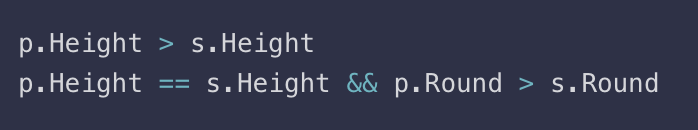 p.Height > s.Height
p.Height == s.Height && p.Round > s.Round